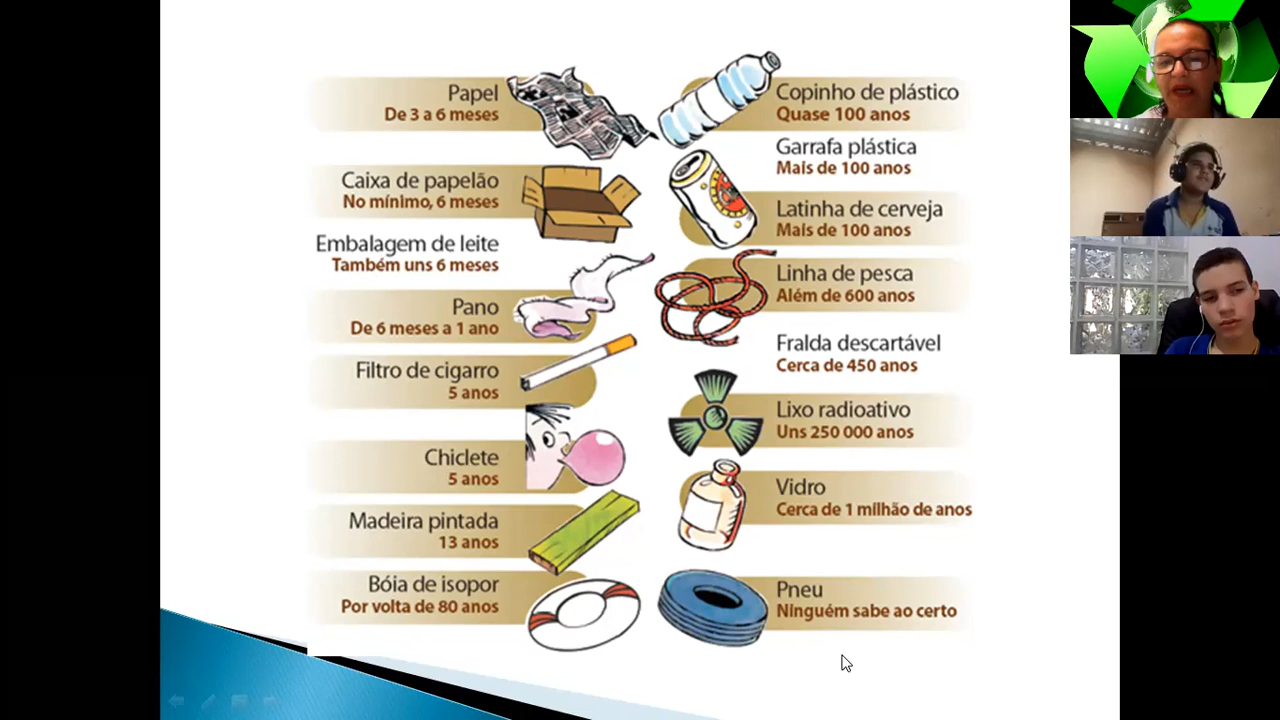 Papel
De 3 a 6 meses
Caixa de papelão
No mínimo, 6 meses
Embalagem de leite
Também uns 6 meses
Pano
De 6 meses a 1 ano
Filtro de cigarro
5 anos
Chiclete
5 anos
Madeira pintada
13 anos
Bóia de isopor
Por volta de 80 anos
Copinho de plástico
Quase 100 anos
Garrafa plástica
Mais de 100 anos
Latinha de cerveja
Mais de 100 anos
Linha de pesca
Além de 600 anos
Fralda descartável
Cerca de 450 anos
Lixo radioativo
Uns 250 000 anos
Vidro
Cerca de 1 milhão de anos
Pneu
Ninguém sabe ao certo